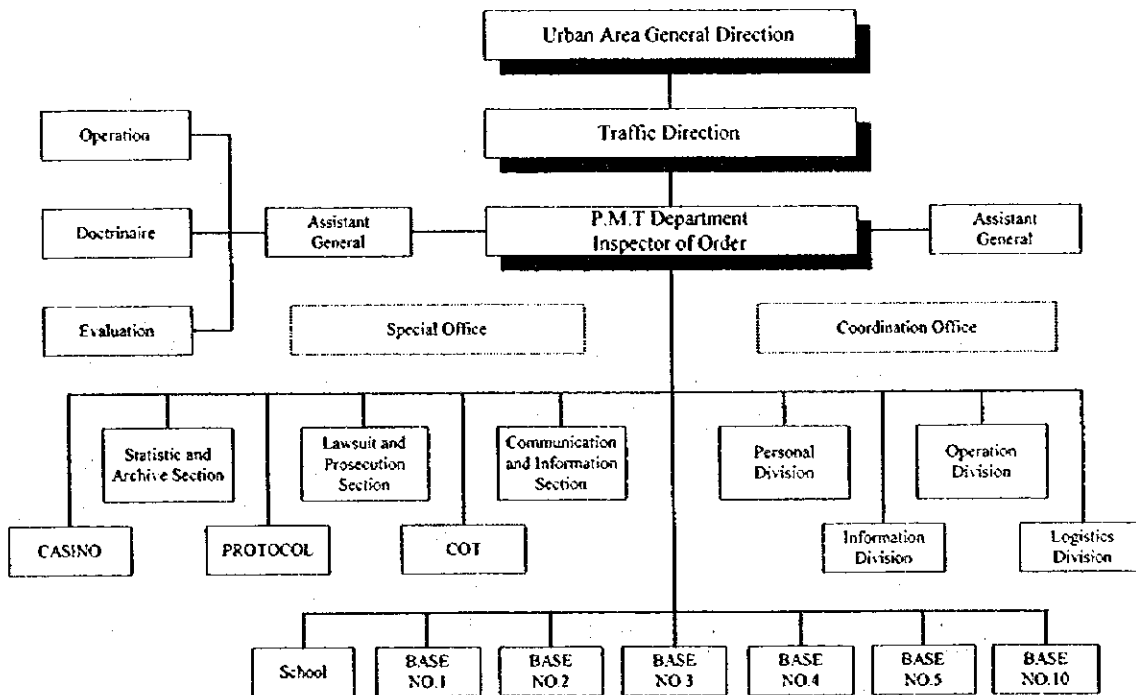 Urban Area General Direction
Traffic Direction
Operation
Doctrinaire
Evaluation
Assistant
General
P.M.T Department
Inspector of Order
Assistant
General
Special Office
Coordination Office
Statistic and
Archive Section
Lawsuit and
Prosecution
Section
Communication
and Information
Section
Personal
Division
Operation
Division
CASINO
PROTOCOL
COT
Information
Division
Logistics
Division
School
BASE
NO.1
BASE
NO.2
BASE
NO 3
BASE
NO.4
BASE
NO.5
BASE
NO.10